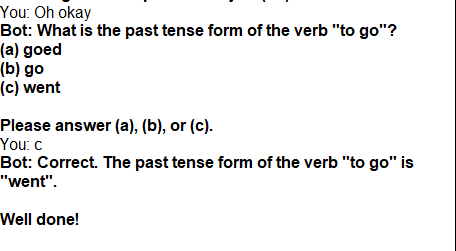 You: Oh okay
Bot: What is the past tense form of the verb "to go"?
(a) goed
(b) go
(c) went
Please answer (a), (b), or (c).
You: c
Bot: Correct. The past tense form of the verb "to go" is
"went".
Well done!